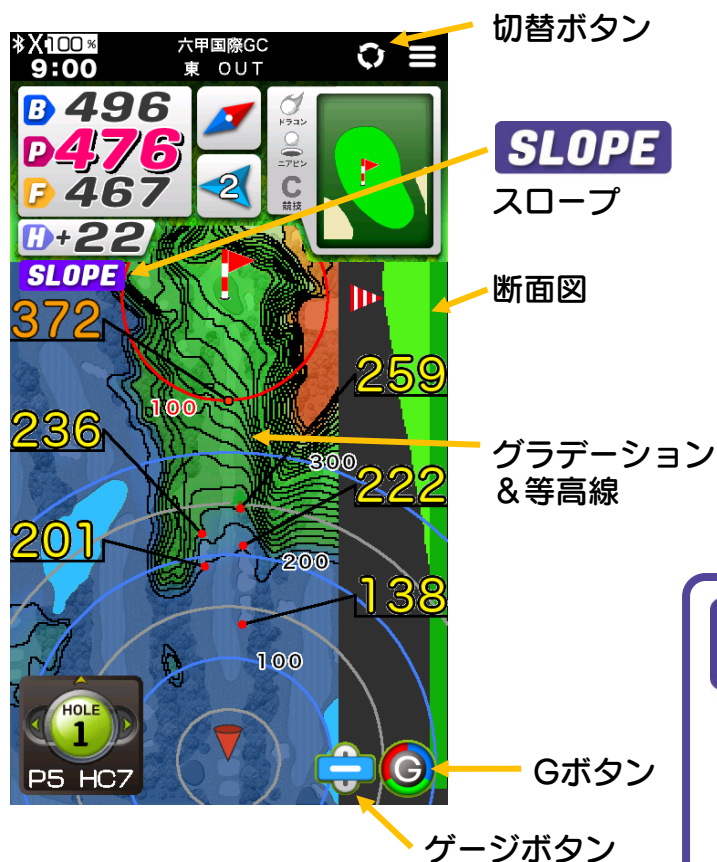 切替ボタン
100%
六甲国際GC
9:00
東 OUT
B 496
P 476
F 467
H +22
2
ドラコン
ニアピン
C
競技
SLOPE
スロープ
SLOPE
断面図
372
259
100
236
グラデーション
&等高線
300
222
201
200
138
100
HOLE
1
P5 HC7
G
Gボタン
ゲージボタン